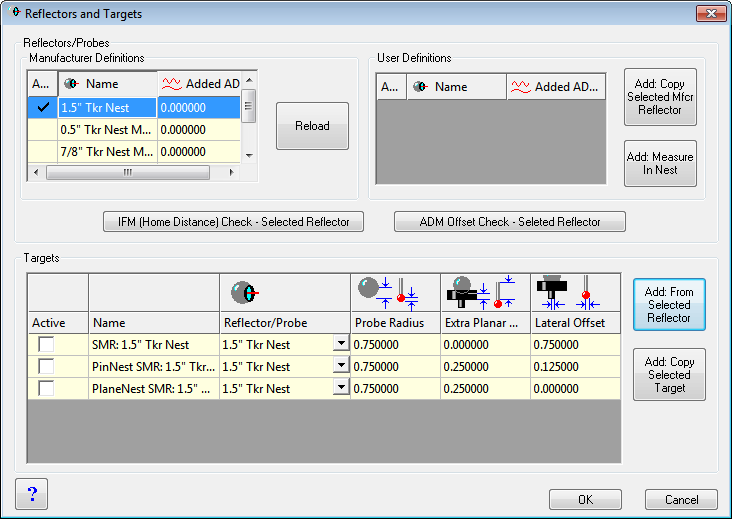 Reflectors and Targets
Reflectors/Probes
Manufacturer Definitions
A... Name Added AD
1.5" Tkr Nest 0.000000
0.5" Tkr Nest M... 0.000000
7/8" Tkr Nest M... 0.000000
Reload
User Definitions
A... Name Added AD...
Add: Copy
Selected Mfcr
Reflector
Add: Measure
In Nest
IFM (Home Distance) Check - Selected Reflector
ADM Offset Check - Seleted Reflector
Targets
Active Name Reflector/Probe Probe Radius Extra Planar ... Lateral Offset
SMR: 1.5" Tkr Nest 1.5" Tkr Nest 0.750000 0.000000 0.750000
PinNest SMR: 1.5" Tkr... 1.5" Tkr Nest 0.750000 0.250000 0.125000
PlaneNest SMR: 1.5" ... 1.5" Tkr Nest 0.750000 0.250000 0.000000
Add: From
Selected
Reflector
Add: Copy
Selected
Target
?
OK
Cancel